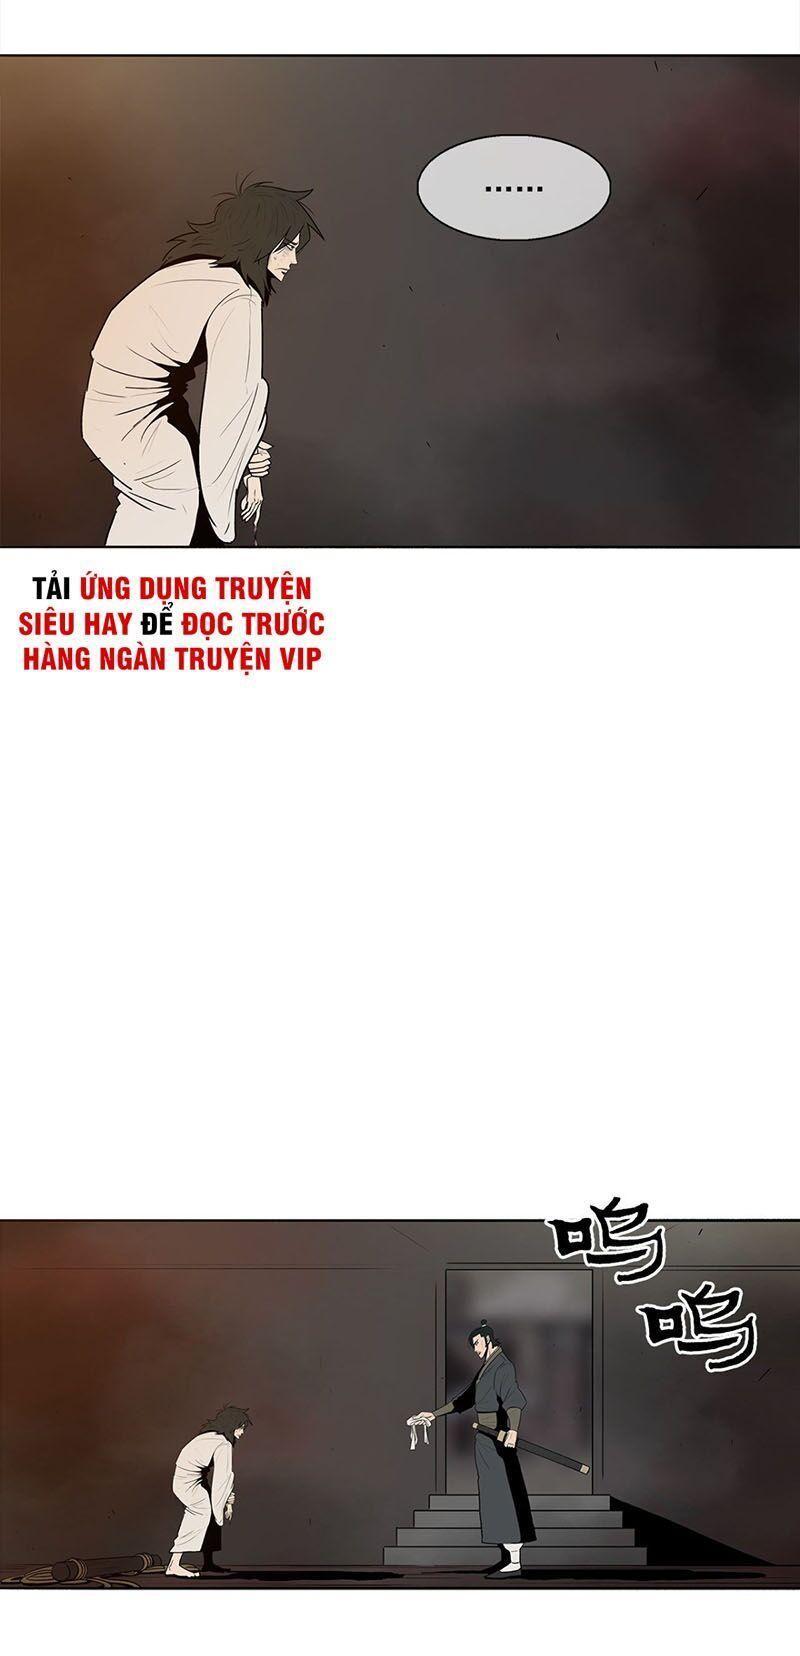 ......
TẢI ỨNG DỤNG TRUYỆN
SIÊU HAY ĐỂ ĐỌC TRƯỚC
HÀNG NGÀN TRUYỆN VIP
呜
呜